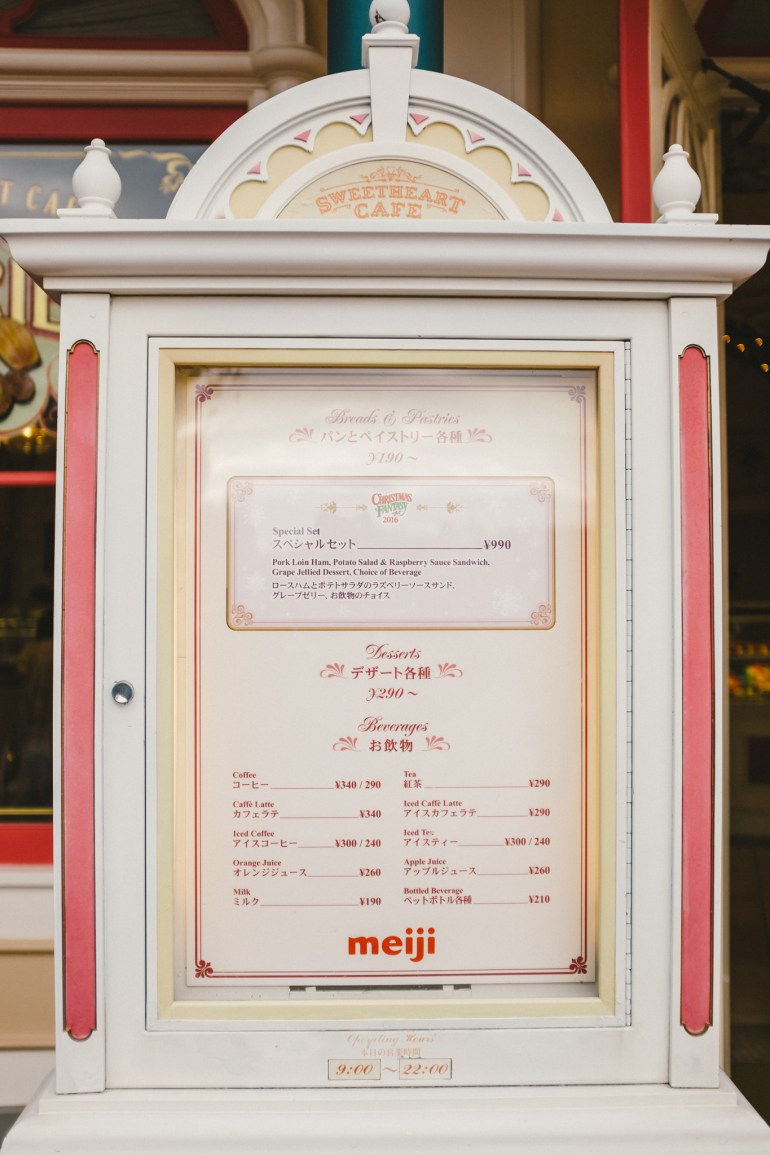 SWEETHEART
CAFE
Breads & Pastries
パンとペイストリー各種
¥190~
CHRISTMAS
FANTASY
2016
Special Set
スペシャルセット ¥990
Pork Loin Ham, Potato Salad & Raspberry Sauce Sandwich,
Grape Jellied Dessert, Choice of Beverage
ロースハムとポテトサラダのラズベリーソースサンド、
グレープゼリー、お飲物のチョイス
Desserts
デザート各種
¥290~
Beverages
お飲物
Coffee
コーヒー ¥340 / 290
Tea
紅茶 ¥290
Caffè Latte
カフェラテ ¥340
Iced Caffè Latte
アイスカフェラテ ¥290
Iced Coffee
アイスコーヒー ¥300 / 240
Iced Tea
アイスティー ¥300 / 240
Orange Juice
オレンジジュース ¥260
Apple Juice
アップルジュース ¥260
Milk
ミルク ¥190
Bottled Beverage
ペットボトル各種 ¥210
meiji
Operating Hours
本日の営業時間
9:00 ~ 22:00